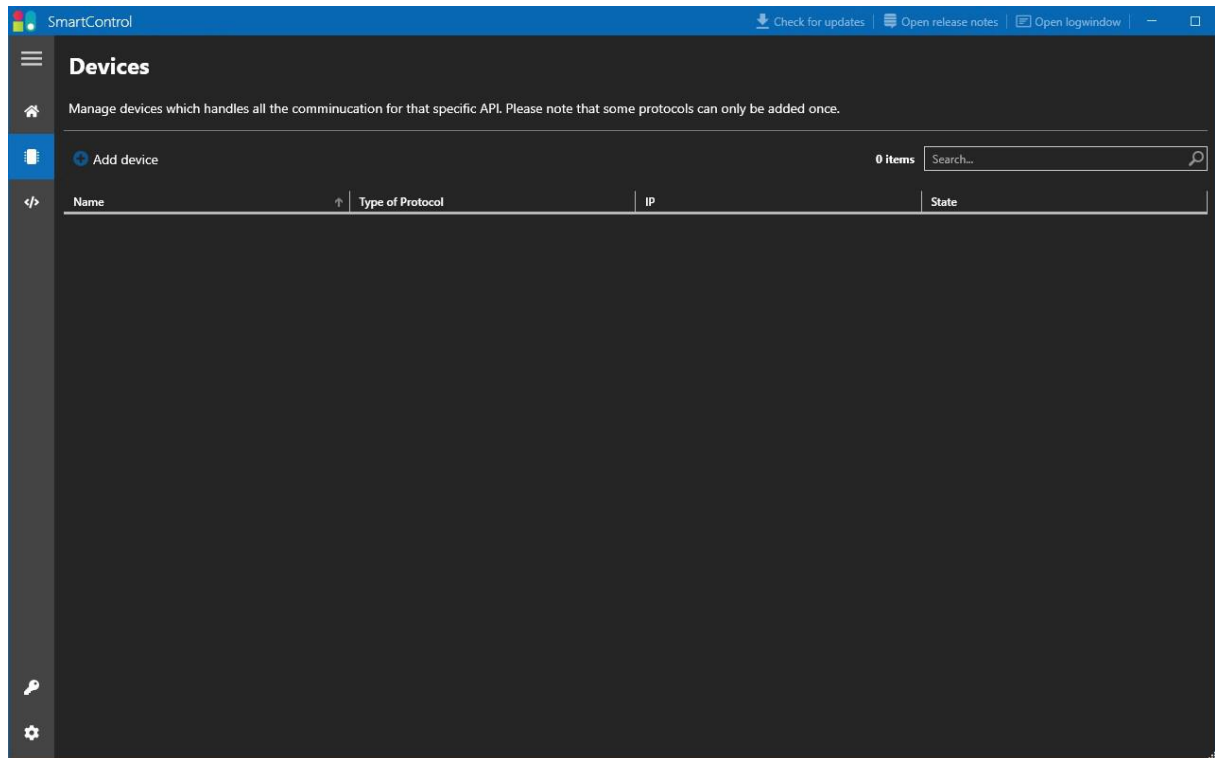 SmartControl Check for updates Open release notes Open logwindow
Devices
Manage devices which handles all the comminucation for that specific API. Please note that some protocols can only be added once.
Add device 0 items Search...
Name Type of Protocol IP State